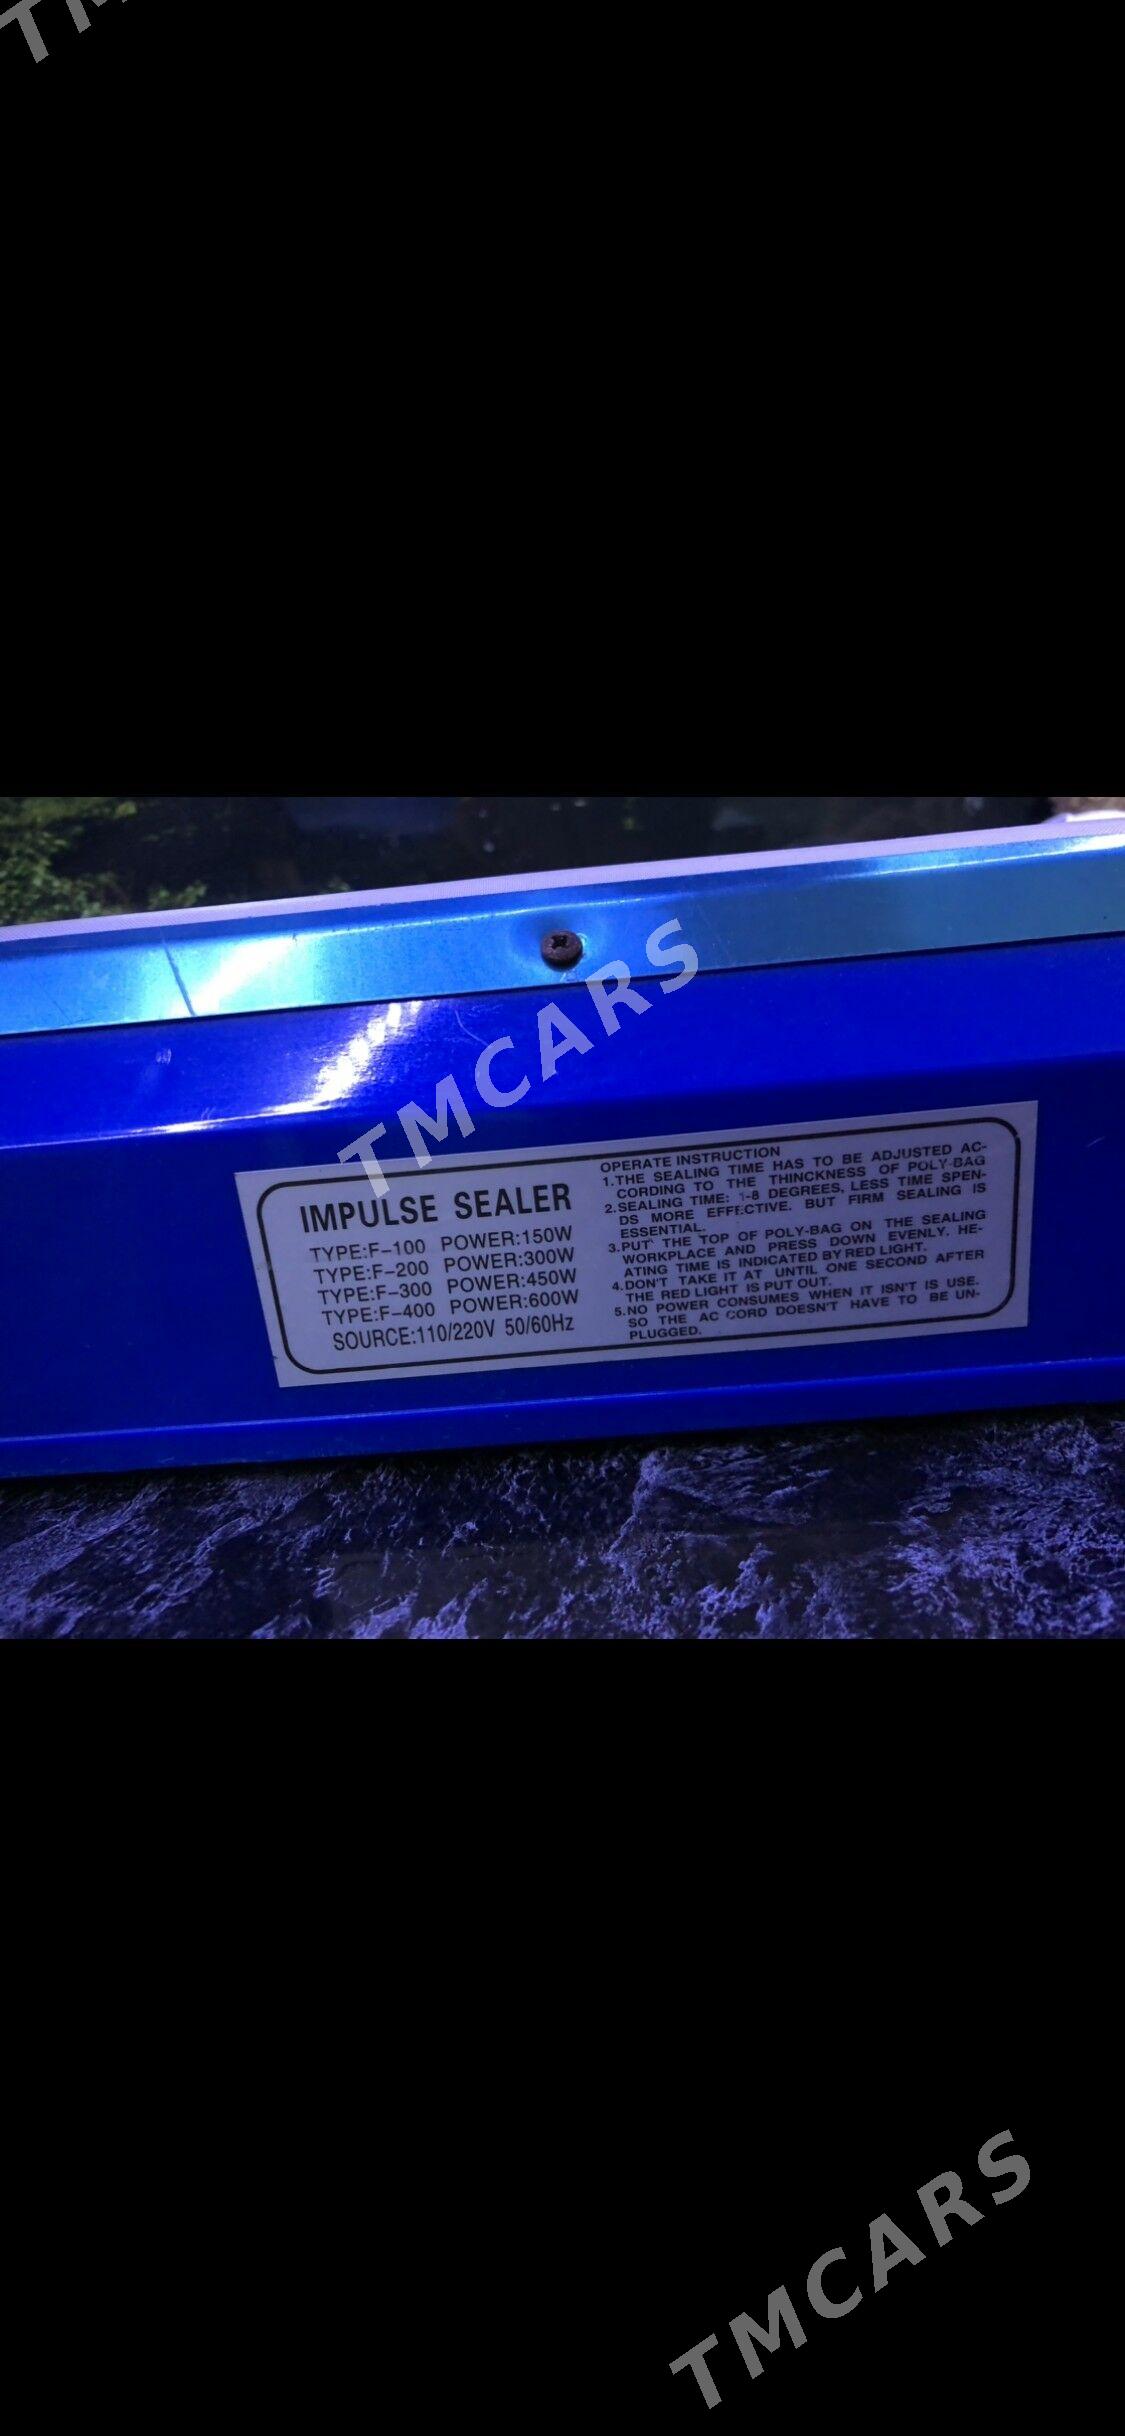 TM
TMCARS
IMPULSE SEALER
TYPE:F-100 POWER:150W
TYPE:F-200 POWER:300W
TYPE:F-300 POWER:450W
TYPE:F-400 POWER:600W
SOURCE:110/220V 50/60Hz
OPERATE INSTRUCTION
1.THE SEALING TIME HAS TO BE ADJUSTED AC-
CORDING TO THE THINCKNESS OF POLY-BAG
2.SEALING TIME: 1-8 DEGREES, LESS TIME SPEN-
DS MORE EFFECTIVE. BUT FIRM SEALING IS
ESSENTIAL.
3.PUT THE TOP OF POLY-BAG ON THE SEALING
WORKPLACE AND PRESS DOWN EVENLY. HE-
ATING TIME IS INDICATED BY RED LIGHT.
4.DON'T TAKE IT AT UNTIL ONE SECOND AFTER
THE RED LIGHT IS PUT OUT.
5.NO POWER CONSUMES WHEN IT ISN'T IS USE.
SO THE AC CORD DOESN'T HAVE TO BE UN-
PLUGGED.
TMCARS